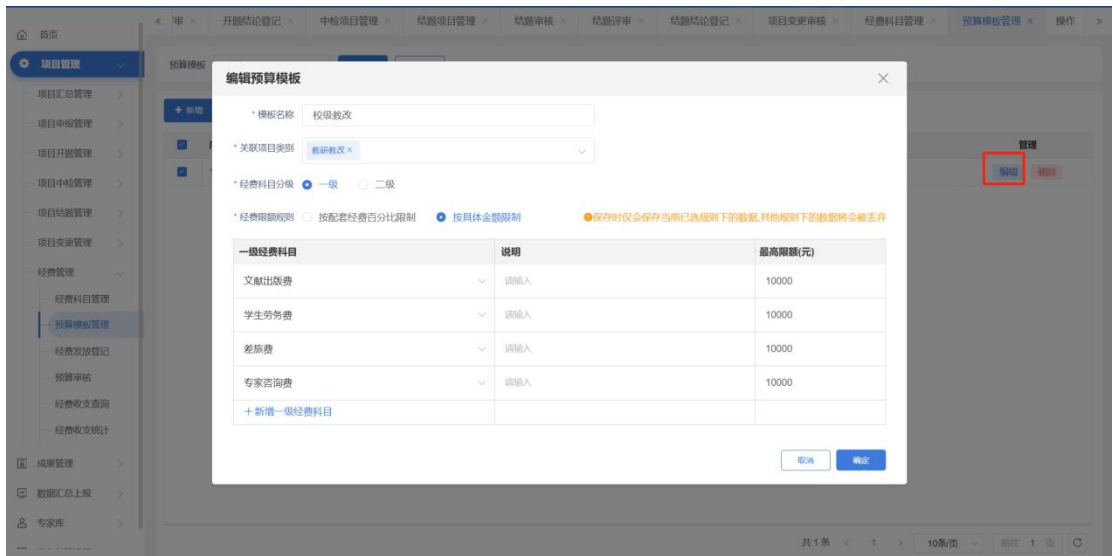 首页
审 ×
开题结论登记 ×
中检项目管理 ×
结题项目管理 ×
结题审核 ×
结题评审 ×
结题结论登记 ×
项目变更审核 ×
经费科目管理 ×
预算模板管理 ×
操作
项目管理
项目汇总管理
项目申报管理
项目开题管理
项目中检管理
项目结题管理
项目变更管理
经费管理
经费科目管理
预算模板管理
经费发放登记
预算审核
经费收支查询
经费收支统计
成果管理
数据汇总上报
专家库
预算模板
+ 新增
管理
编辑 删除
编辑预算模板
* 模板名称 校级教改
* 关联项目类别 教研教改 ×
* 经费科目分级 一级 二级
* 经费限额规则 按配套经费百分比限制 按具体金额限制 保存时仅会保存当前已选规则下的数据,其他规则下的数据将会被丢弃
一级经费科目 说明 最高限额(元)
文献出版费 请输入 10000
学生劳务费 请输入 10000
差旅费 请输入 10000
专家咨询费 请输入 10000
+新增一级经费科目
取消 确定
共1条 < 1 > 10条/页 前往 1 页